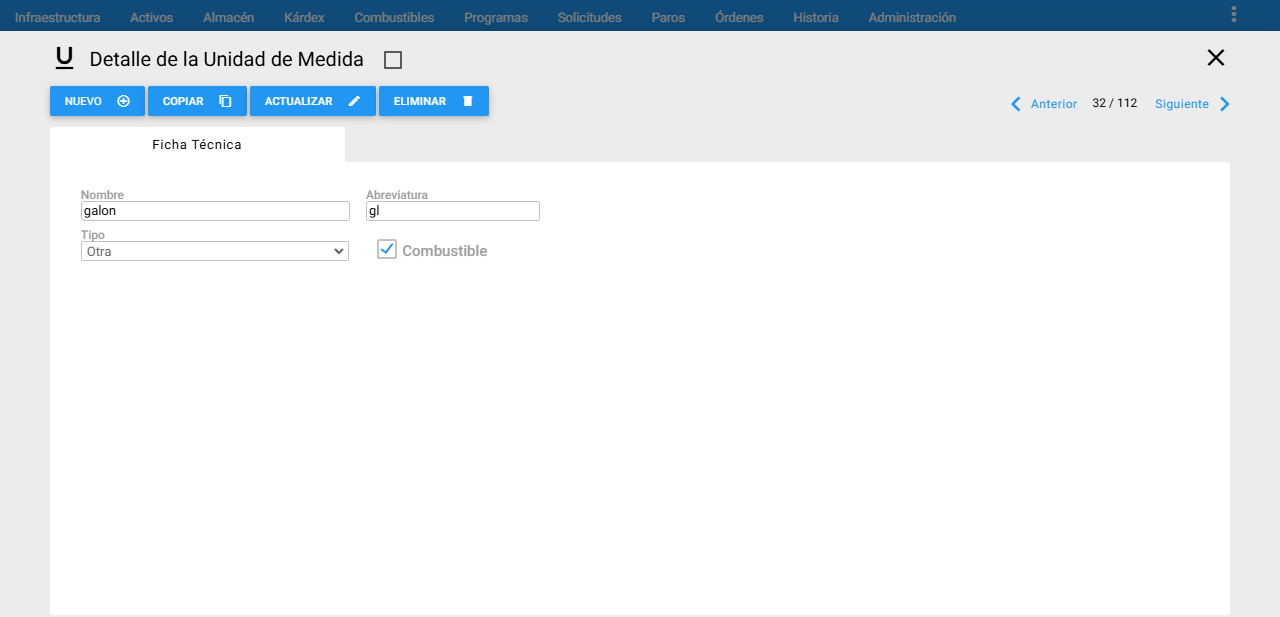 Infraestructura Activos Almacén Kárdex Combustibles Programas Solicitudes Paros Órdenes Historia Administración
U Detalle de la Unidad de Medida
NUEVO COPIAR ACTUALIZAR ELIMINAR Anterior 32 / 112 Siguiente
Ficha Técnica
Nombre Abreviatura
galon gl
Tipo
Otra Combustible